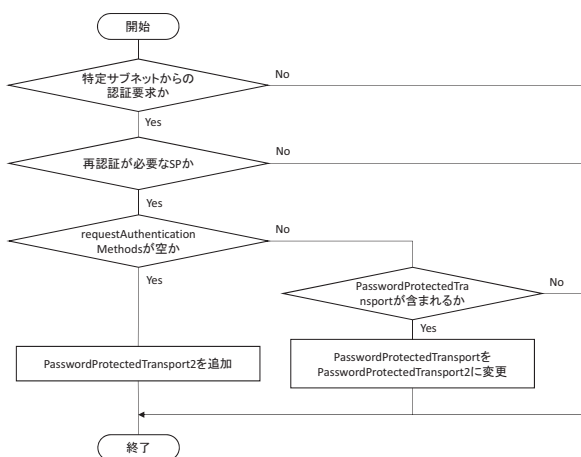 開始
特定サブネットからの
認証要求か
No
Yes
再認証が必要なSPか
No
Yes
requestAuthentication
Methodsが空か
No
Yes
PasswordProtectedTra
nsportが含まれるか
No
Yes
PasswordProtectedTransport2を追加
PasswordProtectedTransportを
PasswordProtectedTransport2に変更
終了